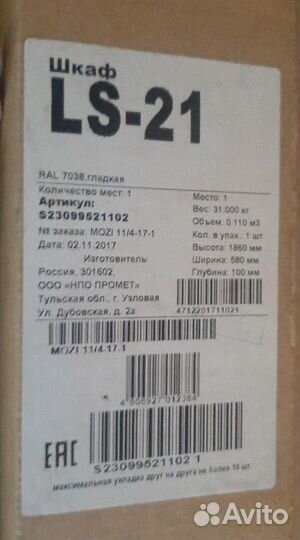 Шкаф
LS-21
RAL 7038,гладкая
Количество мест: 1
Место: 1
Артикул:
Вес: 31.000 кг
S23099521102
Объем: 0.110 м3
№ заказа: MOZI 11/4-17-1
Кол. в упак.: 1 шт
Дата: 02.11.2017
Высота: 1860 мм
Изготовитель:
Ширина: 580 мм
Россия, 301602,
Глубина: 100 мм
ООО «НПО ПРОМЕТ»
Тульская обл., г. Узловая
Ул. Дубовская, д. 2а
4712201711021
MOZI 11/4-17-1
4 606927 012384
EAC
S23099521102 1
максимальная укладка друг на друга не более 10 шт.
Avito